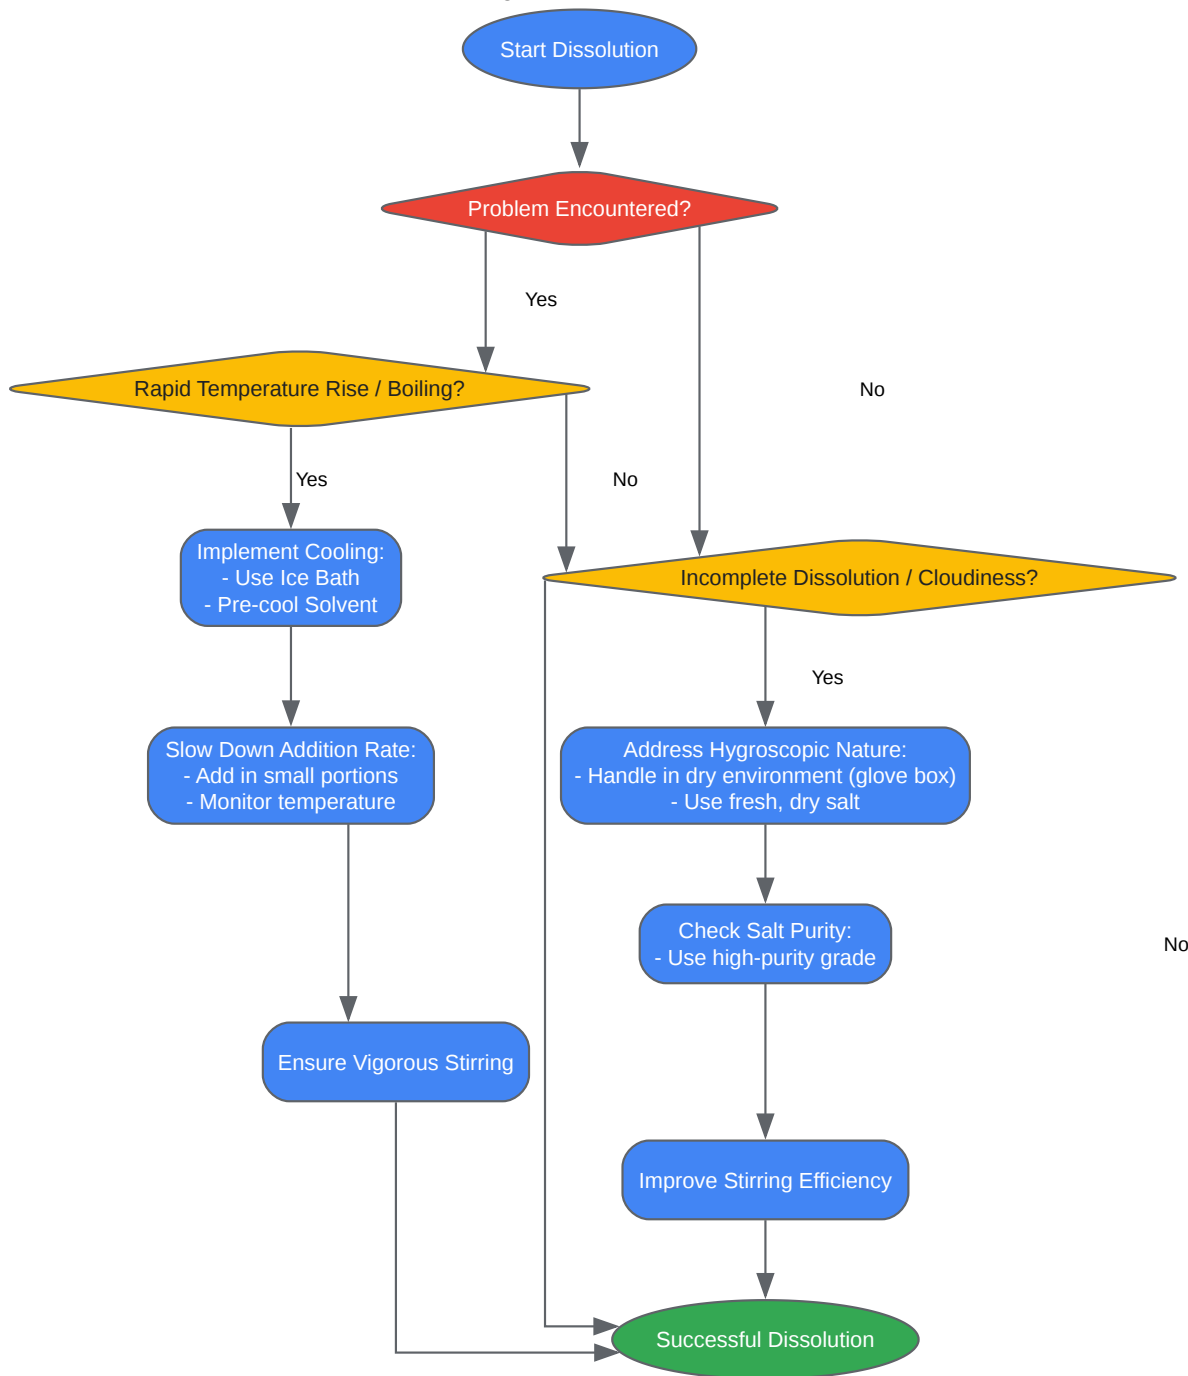 Start Dissolution
Problem Encountered?
Yes
Rapid Temperature Rise / Boiling?
No
Yes
No
Implement Cooling:
- Use Ice Bath
- Pre-cool Solvent
Incomplete Dissolution / Cloudiness?
Yes
Slow Down Addition Rate:
- Add in small portions
- Monitor temperature
Address Hygroscopic Nature:
- Handle in dry environment (glove box)
- Use fresh, dry salt
Check Salt Purity:
- Use high-purity grade
No
Ensure Vigorous Stirring
Improve Stirring Efficiency
Successful Dissolution